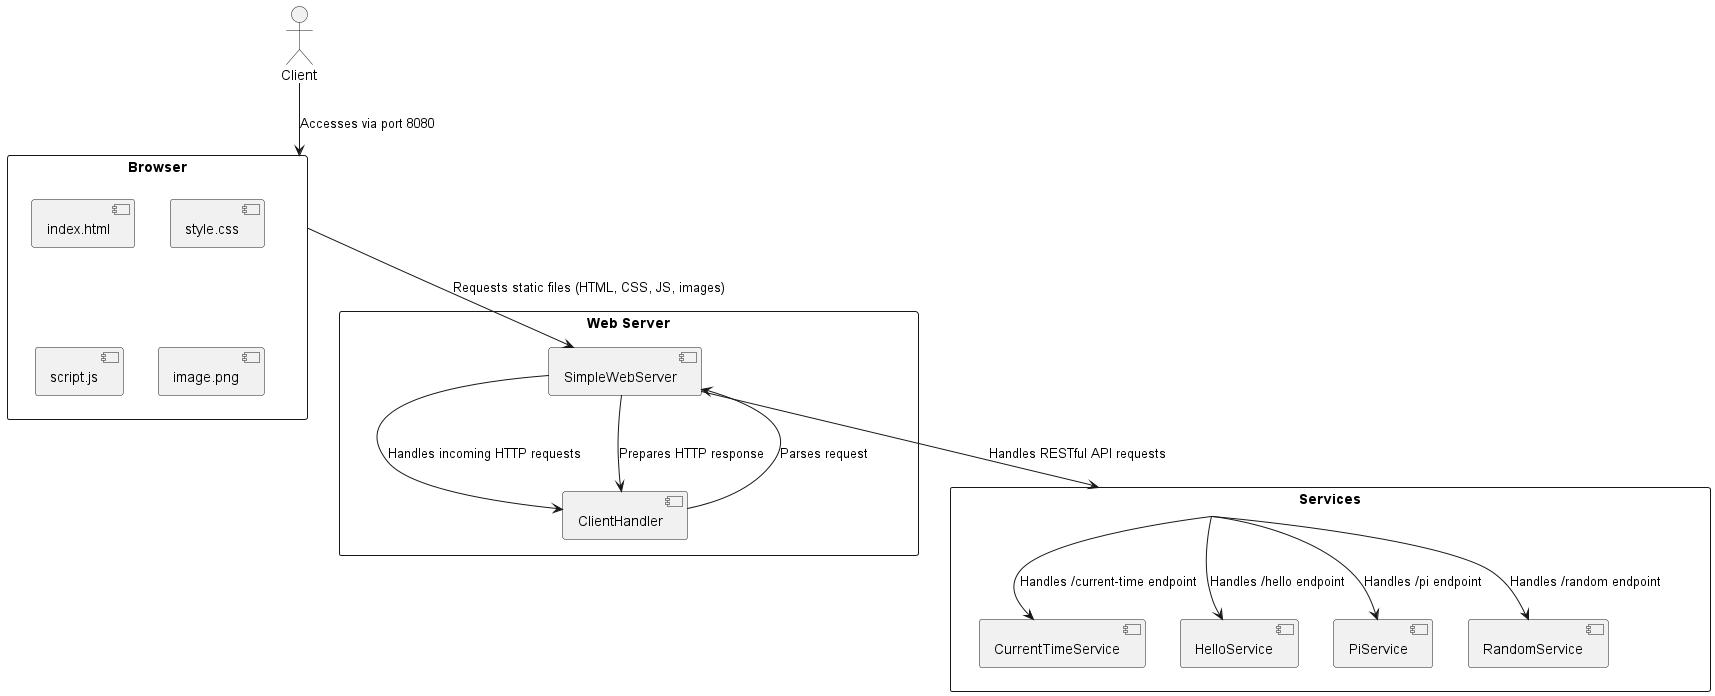 Client
Accesses via port 8080
Browser
index.html
style.css
Requests static files (HTML, CSS, JS, images)
Web Server
script.js
image.png
SimpleWebServer
Handles incoming HTTP requests
Prepares HTTP response
Parses request
Handles RESTful API requests
Services
ClientHandler
Handles /current-time endpoint
Handles /hello endpoint
Handles /pi endpoint
Handles /random endpoint
CurrentTimeService
HelloService
PiService
RandomService